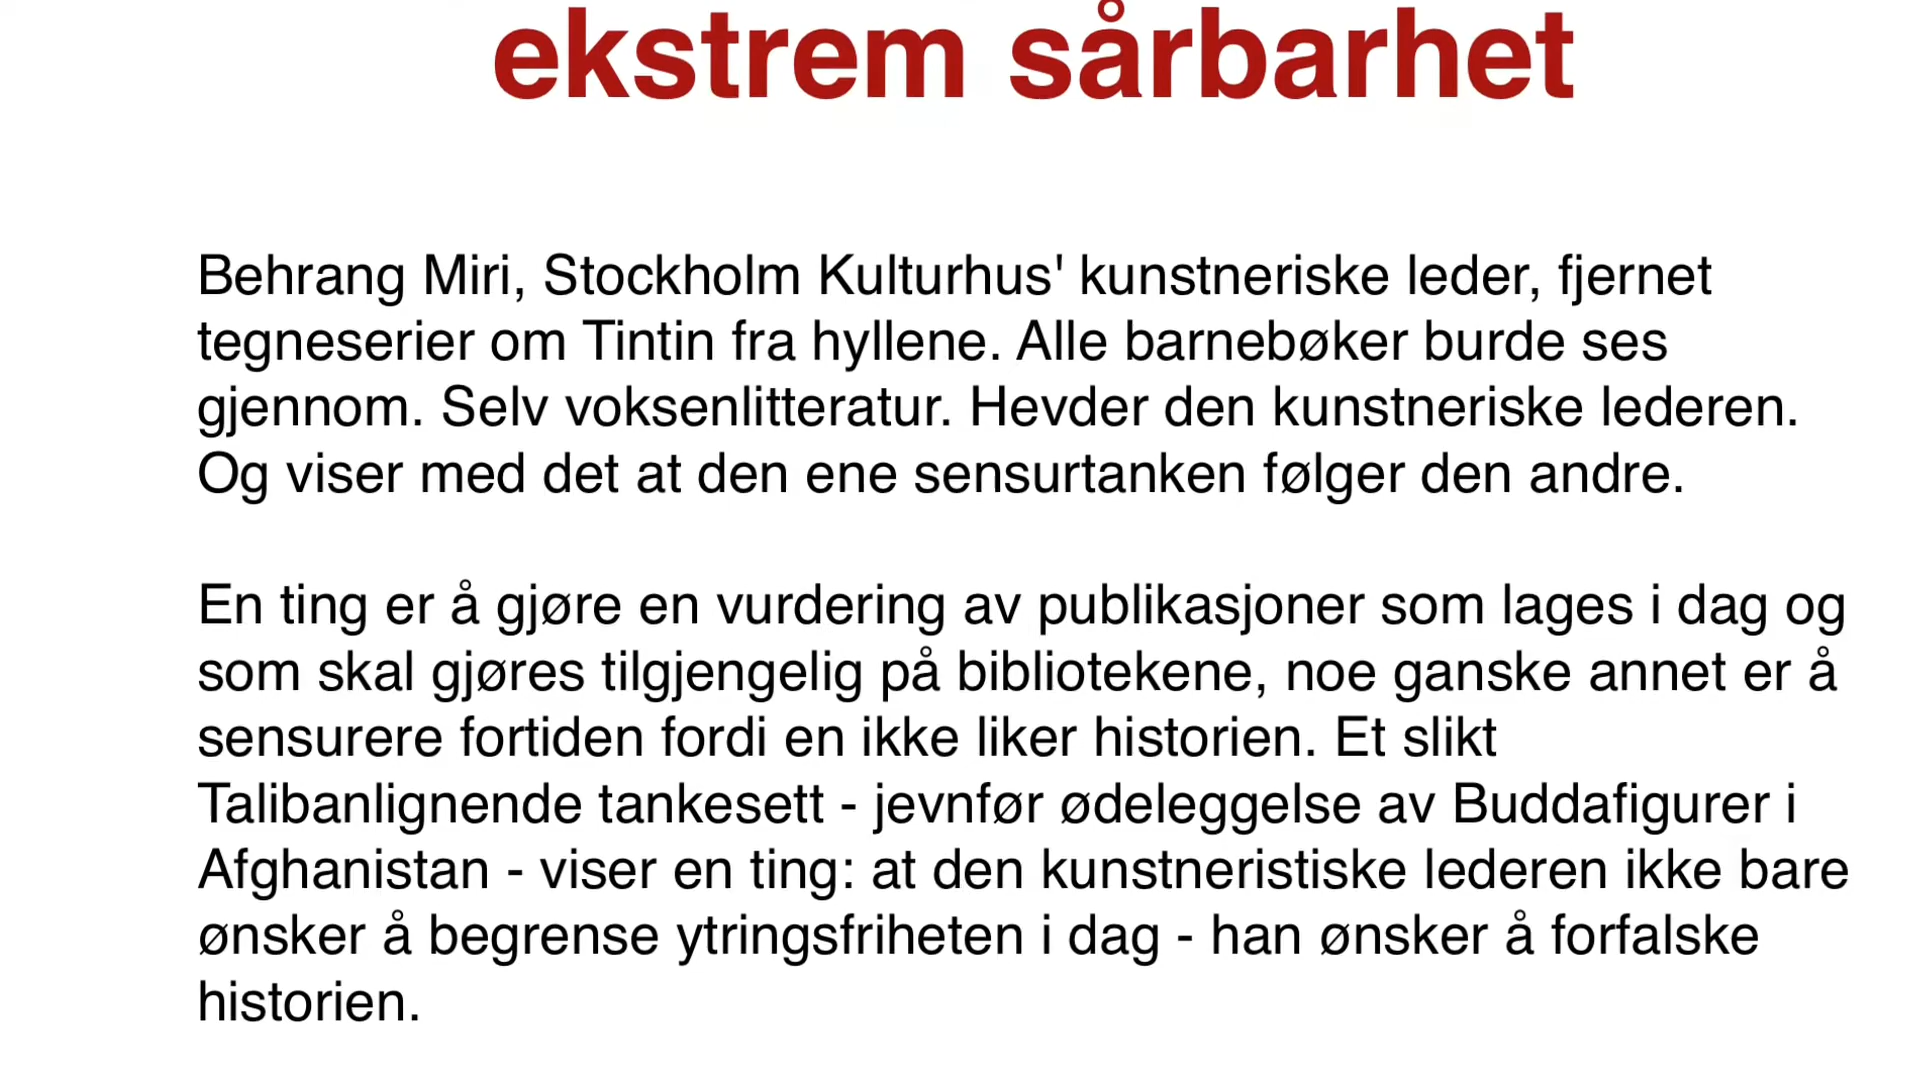 ekstrem sårbarhet
Behrang Miri, Stockholm Kulturhus' kunstneriske leder, fjernet
tegneserier om Tintin fra hyllene. Alle barnebøker burde ses
gjennom. Selv voksenlitteratur. Hevder den kunstneriske lederen.
Og viser med det at den ene sensurtanken følger den andre.
En ting er å gjøre en vurdering av publikasjoner som lages i dag og
som skal gjøres tilgjengelig på bibliotekene, noe ganske annet er å
sensurere fortiden fordi en ikke liker historien. Et slikt
Talibanlignende tankesett - jevnfør ødeleggelse av Buddafigurer i
Afghanistan - viser en ting: at den kunstneristiske lederen ikke bare
ønsker å begrense ytringsfriheten i dag - han ønsker å forfalske
historien.